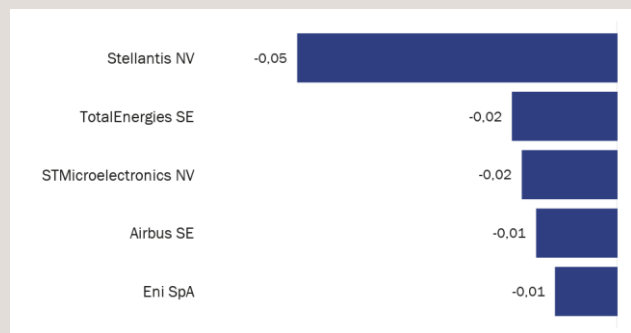 Stellantis NV -0,05
TotalEnergies SE -0,02
STMicroelectronics NV -0,02
Airbus SE -0,01
Eni SpA -0,01